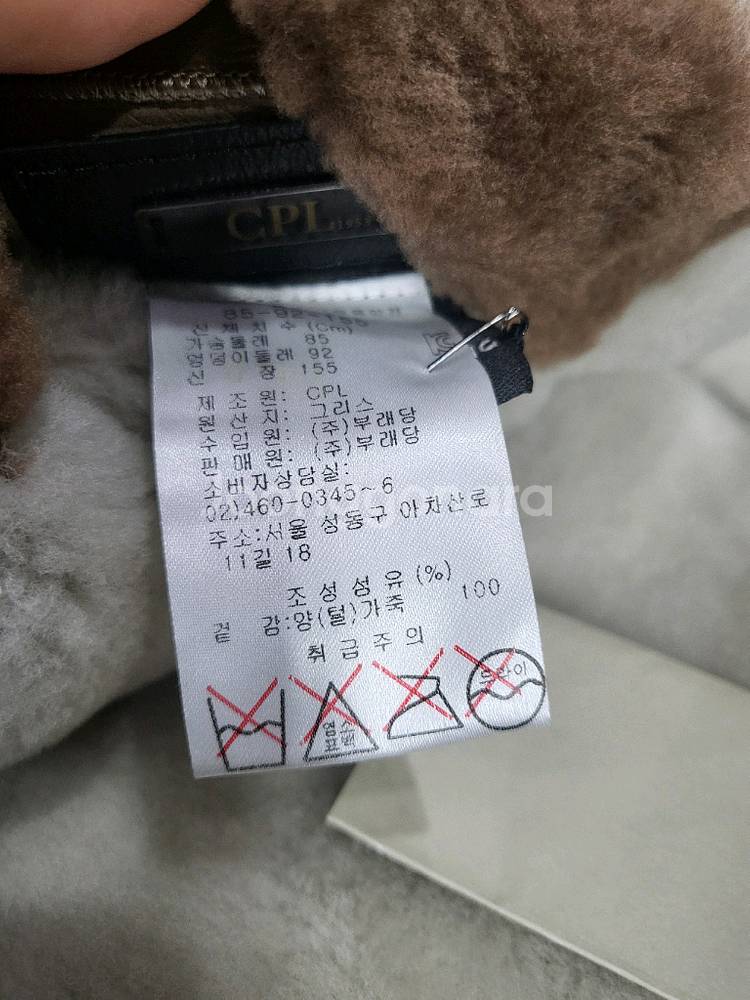 CPL
85-92-155
신체치수 (Cm)
가슴둘레 85
엉덩이둘레 92
신장 155
제조원: CPL
원산지: 그리스
수입원: (주)부래당
판매원: (주)부래당
소비자상담실:
02)460-0345~6
주소:서울 성동구 아차산로
11길 18
조성섬유(%)
겉감:양(털)가죽 100
취급주의
염소
표백
드라이